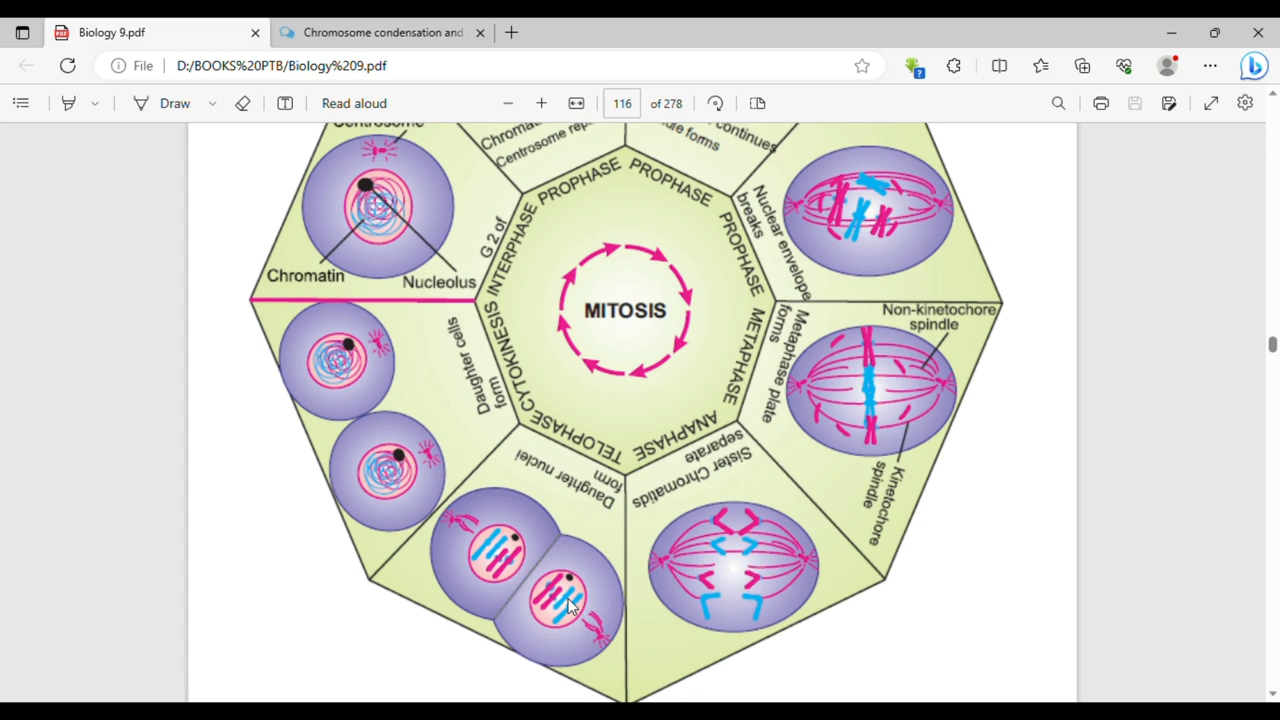 Biology 9.pdf
Chromosome condensation and
File
D:/BOOKS%20PTB/Biology%209.pdf
Draw
Read aloud
116
of 278
Centrosome
Centrosome
continues
forms
PROPHASE
PROPHASE
Nuclear envelope
breaks
PROPHASE
G 2 of
INTERPHASE
Chromatin
Nucleolus
MITOSIS
Non-kinetochore
spindle
Metaphase plate
forms
METAPHASE
Kinetochore
spindle
ANAPHASE
Sister Chromatids
separate
TELOPHASE
Daughter nuclei
form
CYTOKINESIS
Daughter cells
form